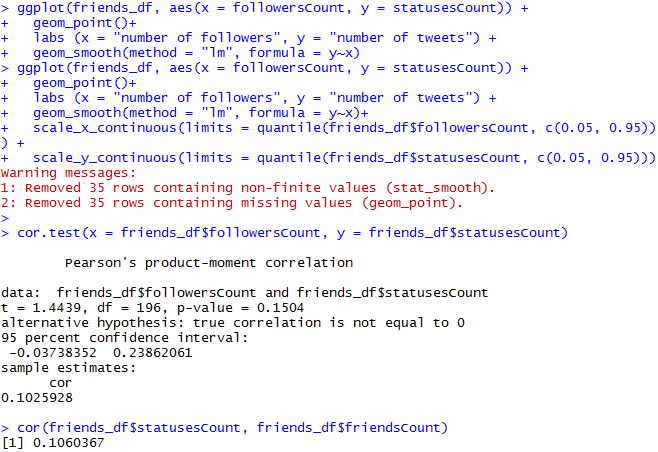 > ggplot(friends_df, aes(x = followersCount, y = statusesCount)) +
+   geom_point()+
+   labs (x = "number of followers", y = "number of tweets") +
+   geom_smooth(method = "lm", formula = y~x)
> ggplot(friends_df, aes(x = followersCount, y = statusesCount)) +
+   geom_point()+
+   labs (x = "number of followers", y = "number of tweets") +
+   geom_smooth(method = "lm", formula = y~x)+
+   scale_x_continuous(limits = quantile(friends_df$followersCount, c(0.05, 0.95))
) +
+   scale_y_continuous(limits = quantile(friends_df$statusesCount, c(0.05, 0.95)))
Warning messages:
1: Removed 35 rows containing non-finite values (stat_smooth).
2: Removed 35 rows containing missing values (geom_point).
>
> cor.test(x = friends_df$followersCount, y = friends_df$statusesCount)
Pearson's product-moment correlation
data:  friends_df$followersCount and friends_df$statusesCount
t = 1.4439, df = 196, p-value = 0.1504
alternative hypothesis: true correlation is not equal to 0
95 percent confidence interval:
 -0.03738352  0.23862061
sample estimates:
      cor
0.1025928
> cor(friends_df$statusesCount, friends_df$friendsCount)
[1] 0.1060367